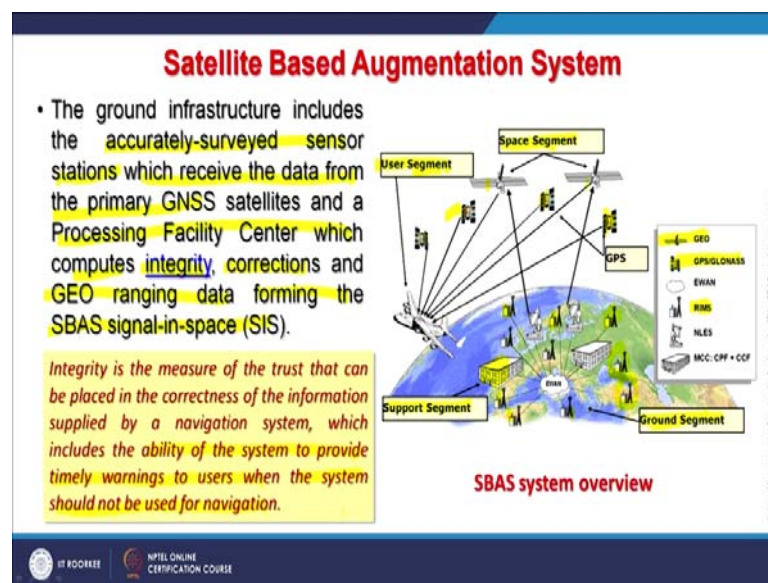 Satellite Based Augmentation System
• The ground infrastructure includes
the accurately-surveyed sensor
stations which receive the data from
the primary GNSS satellites and a
Processing Facility Center which
computes integrity, corrections and
GEO ranging data forming the
SBAS signal-in-space (SIS).
Integrity is the measure of the trust that can
be placed in the correctness of the information
supplied by a navigation system, which
includes the ability of the system to provide
timely warnings to users when the system
should not be used for navigation.
Space Segment
User Segment
GPS
GEO
GPS/GLONASS
EWAN
RIMS
NLES
MCC: CPF + CCF
EWAN
Support Segment
Ground Segment
SBAS system overview
IIT ROORKEE
NPTEL ONLINE
CERTIFICATION COURSE